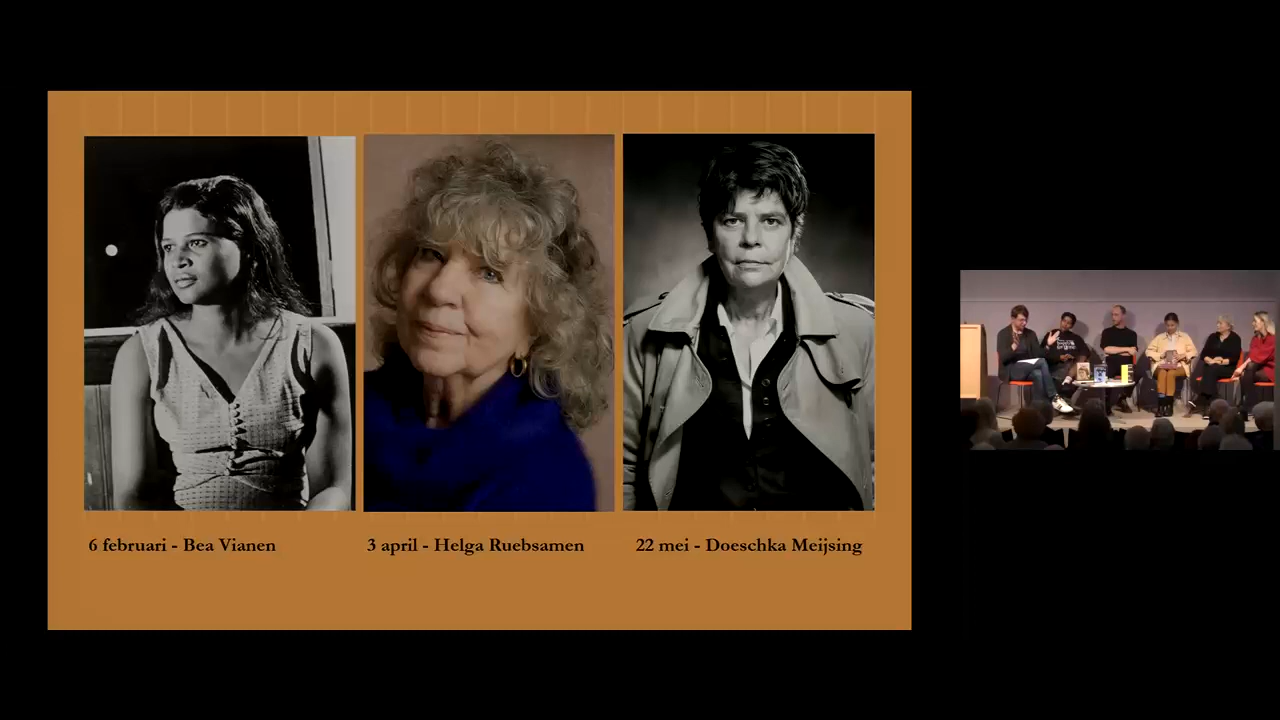 6 februari - Bea Vianen
3 april - Helga Ruebsamen
22 mei - Doeschka Meijsing